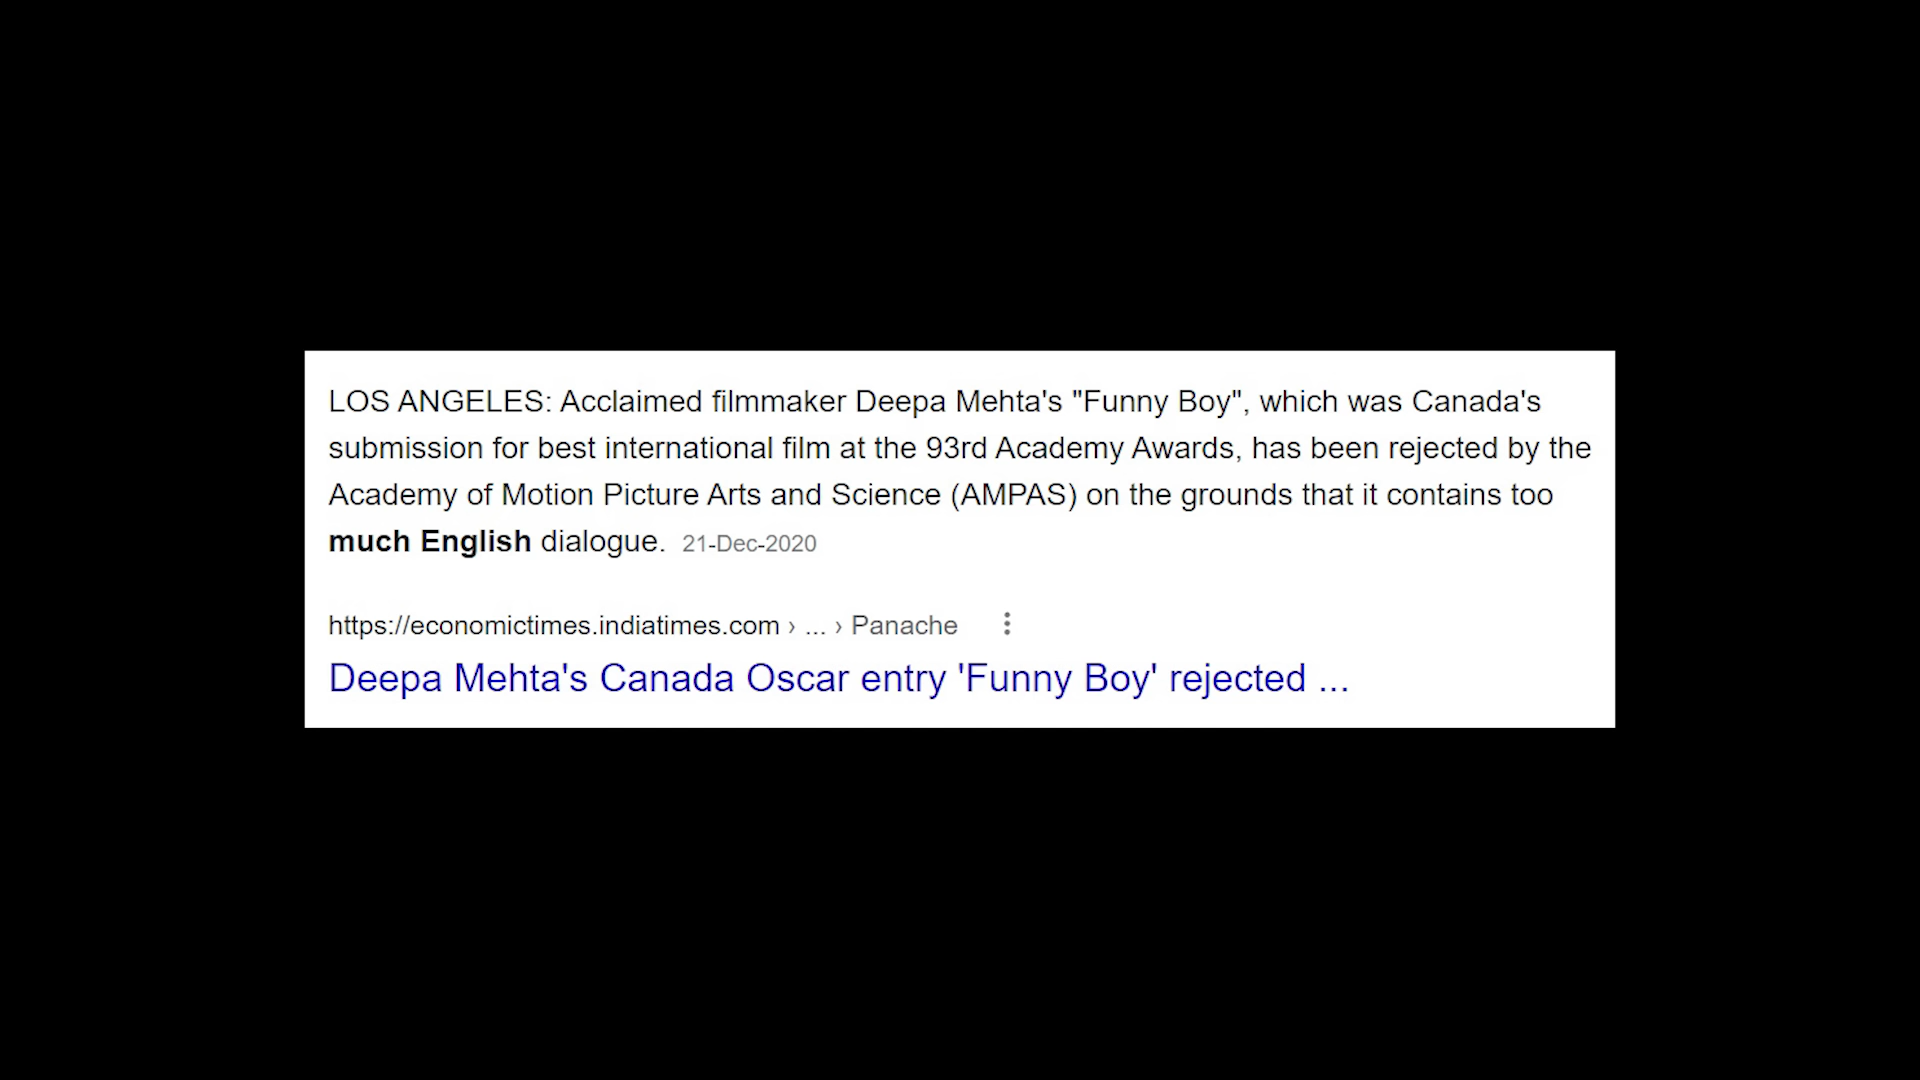 LOS ANGELES: Acclaimed filmmaker Deepa Mehta's "Funny Boy", which was Canada's
submission for best international film at the 93rd Academy Awards, has been rejected by the
Academy of Motion Picture Arts and Science (AMPAS) on the grounds that it contains too
much English dialogue. 21-Dec-2020
https://economictimes.indiatimes.com › ... › Panache
Deepa Mehta's Canada Oscar entry 'Funny Boy' rejected ...